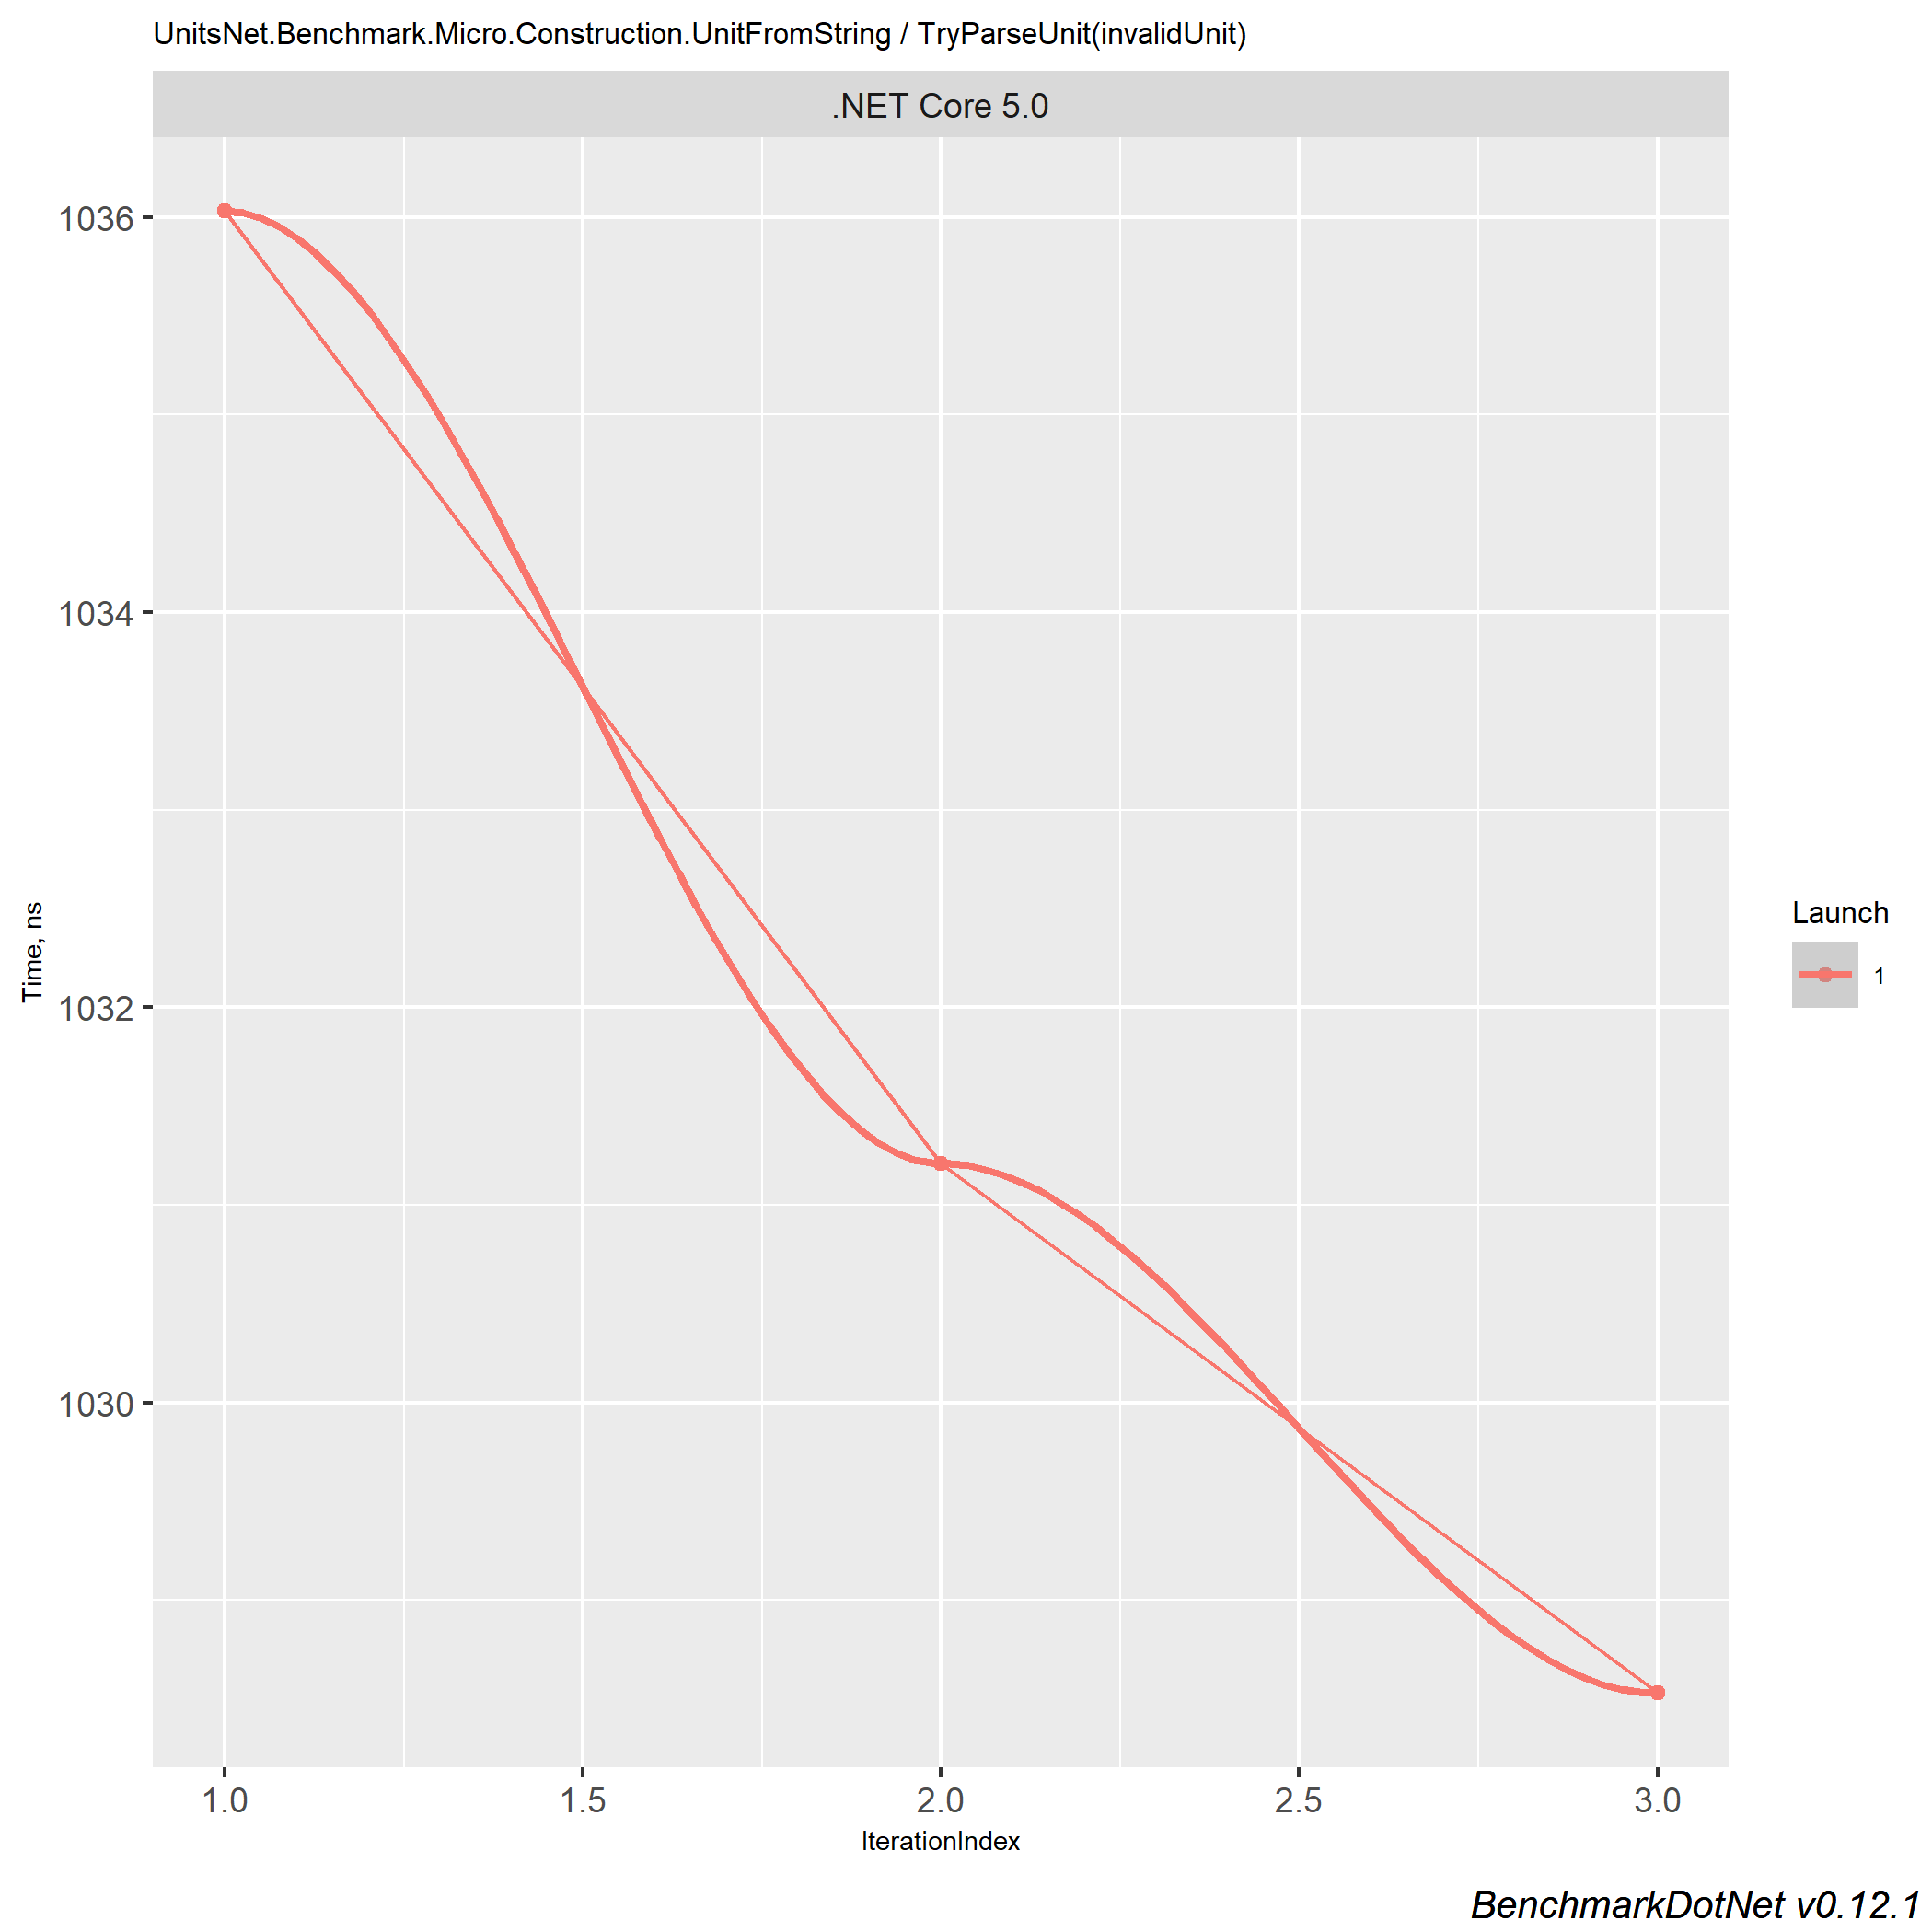 UnitsNet.Benchmark.Micro.Construction.UnitFromString / TryParseUnit(invalidUnit)
.NET Core 5.0
1036
1034
1032
1030
Time, ns
1.0 1.5 2.0 2.5 3.0
IterationIndex
Launch
1
BenchmarkDotNet v0.12.1